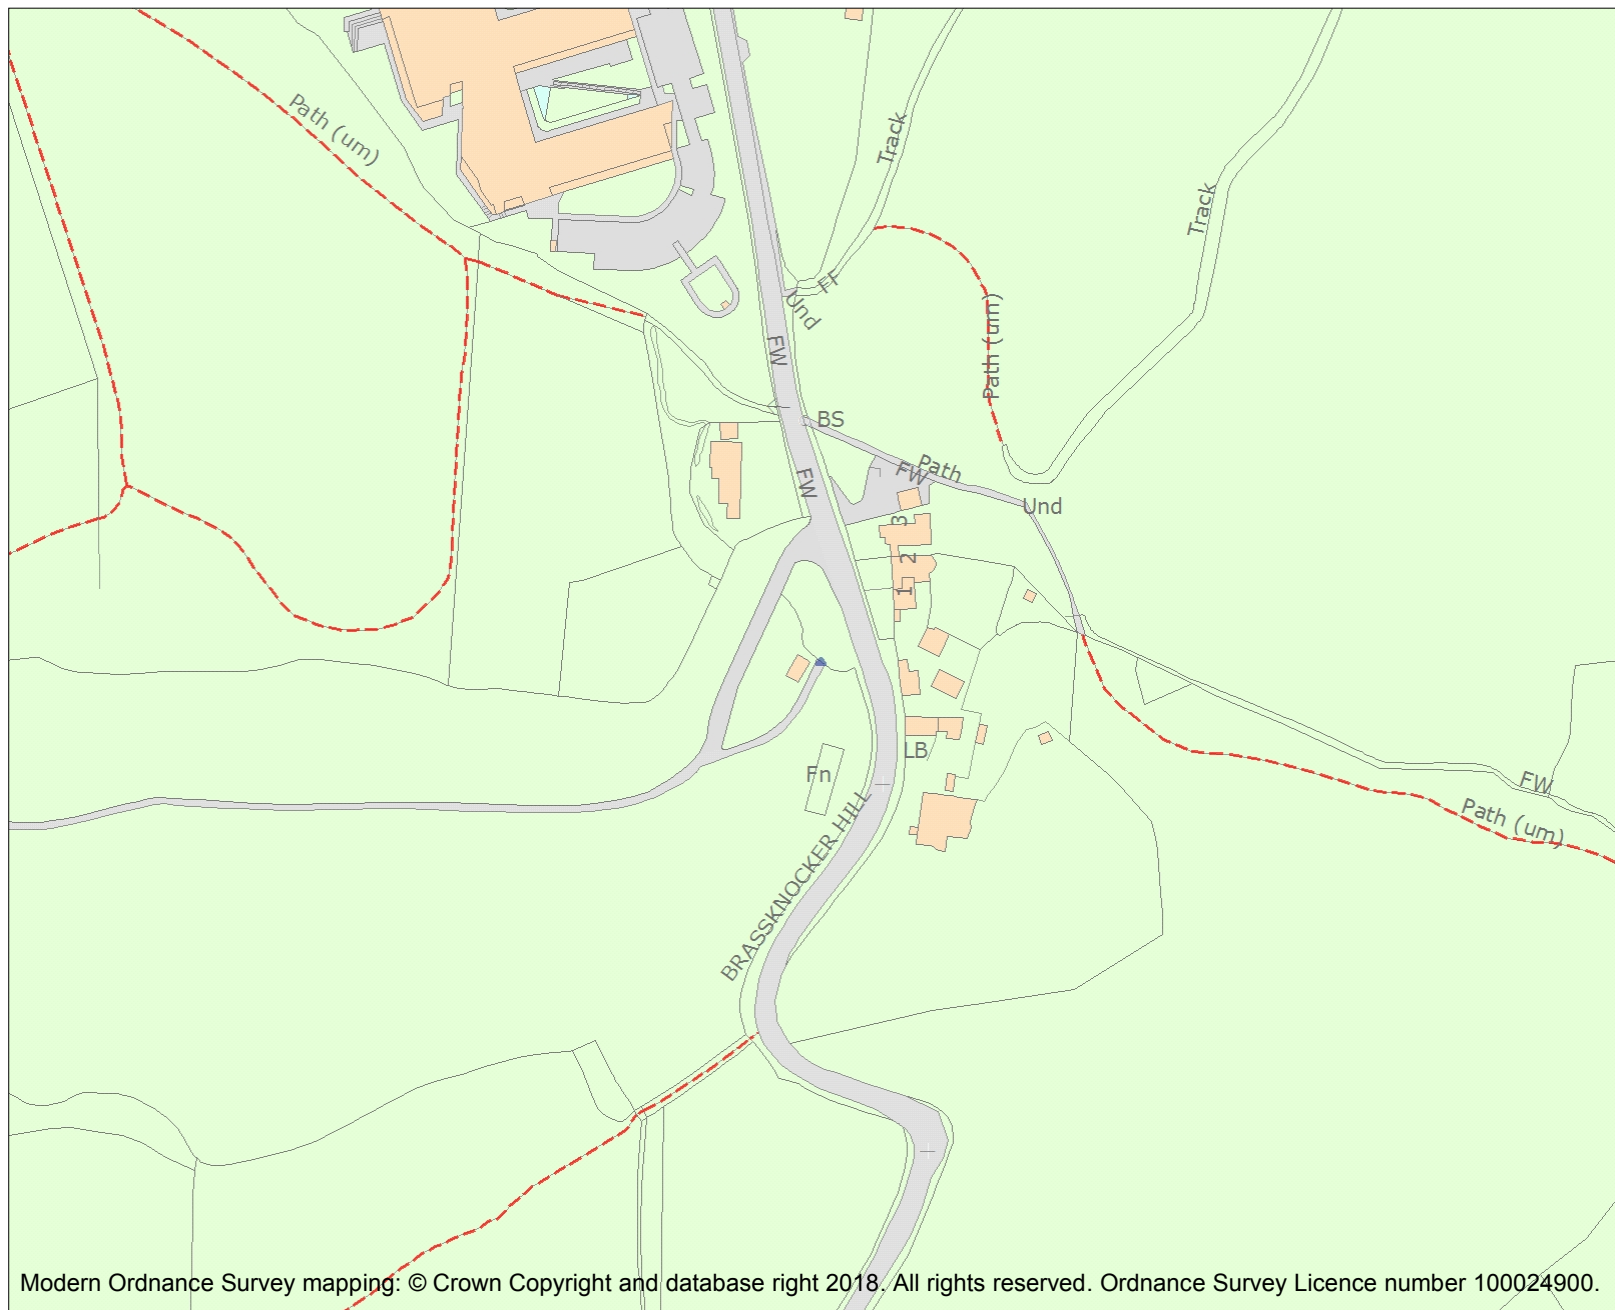 Path (um)
Track
Track
FF
Und
Path (um)
FW
BS
Path
FW
FW
Und
3
2
1
LB
Fn
FW
Path (um)
BRASSKNOCKER HILL
Modern Ordnance Survey mapping: © Crown Copyright and database right 2018. All rights reserved. Ordnance Survey Licence number 100024900.